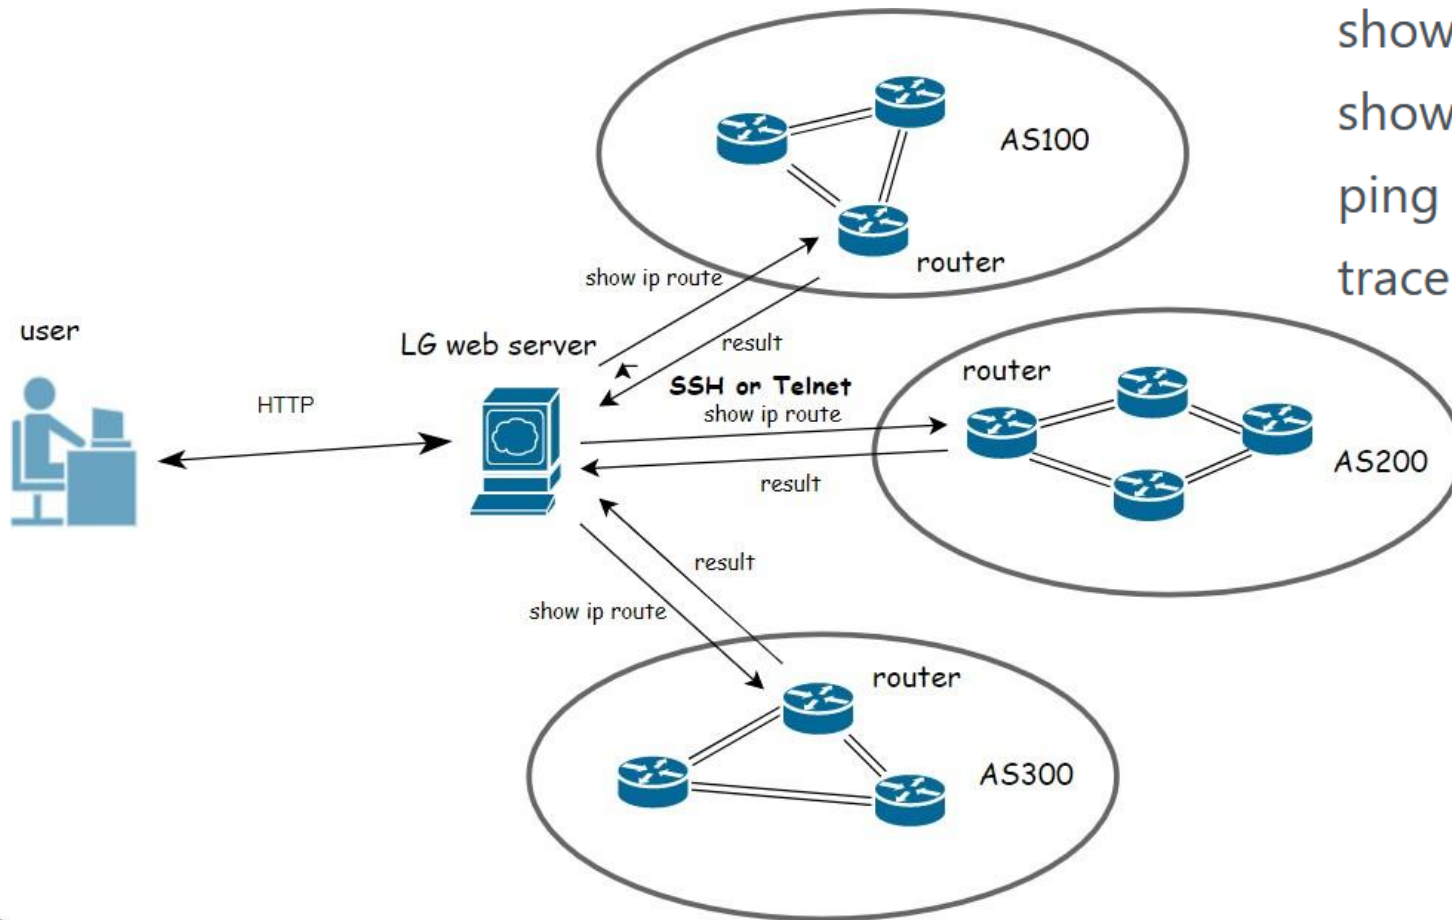 show
show
ping
trace
AS100
router
show ip route
user
LG web server
result
SSH or Telnet
show ip route
router
HTTP
AS200
result
result
show ip route
router
AS300